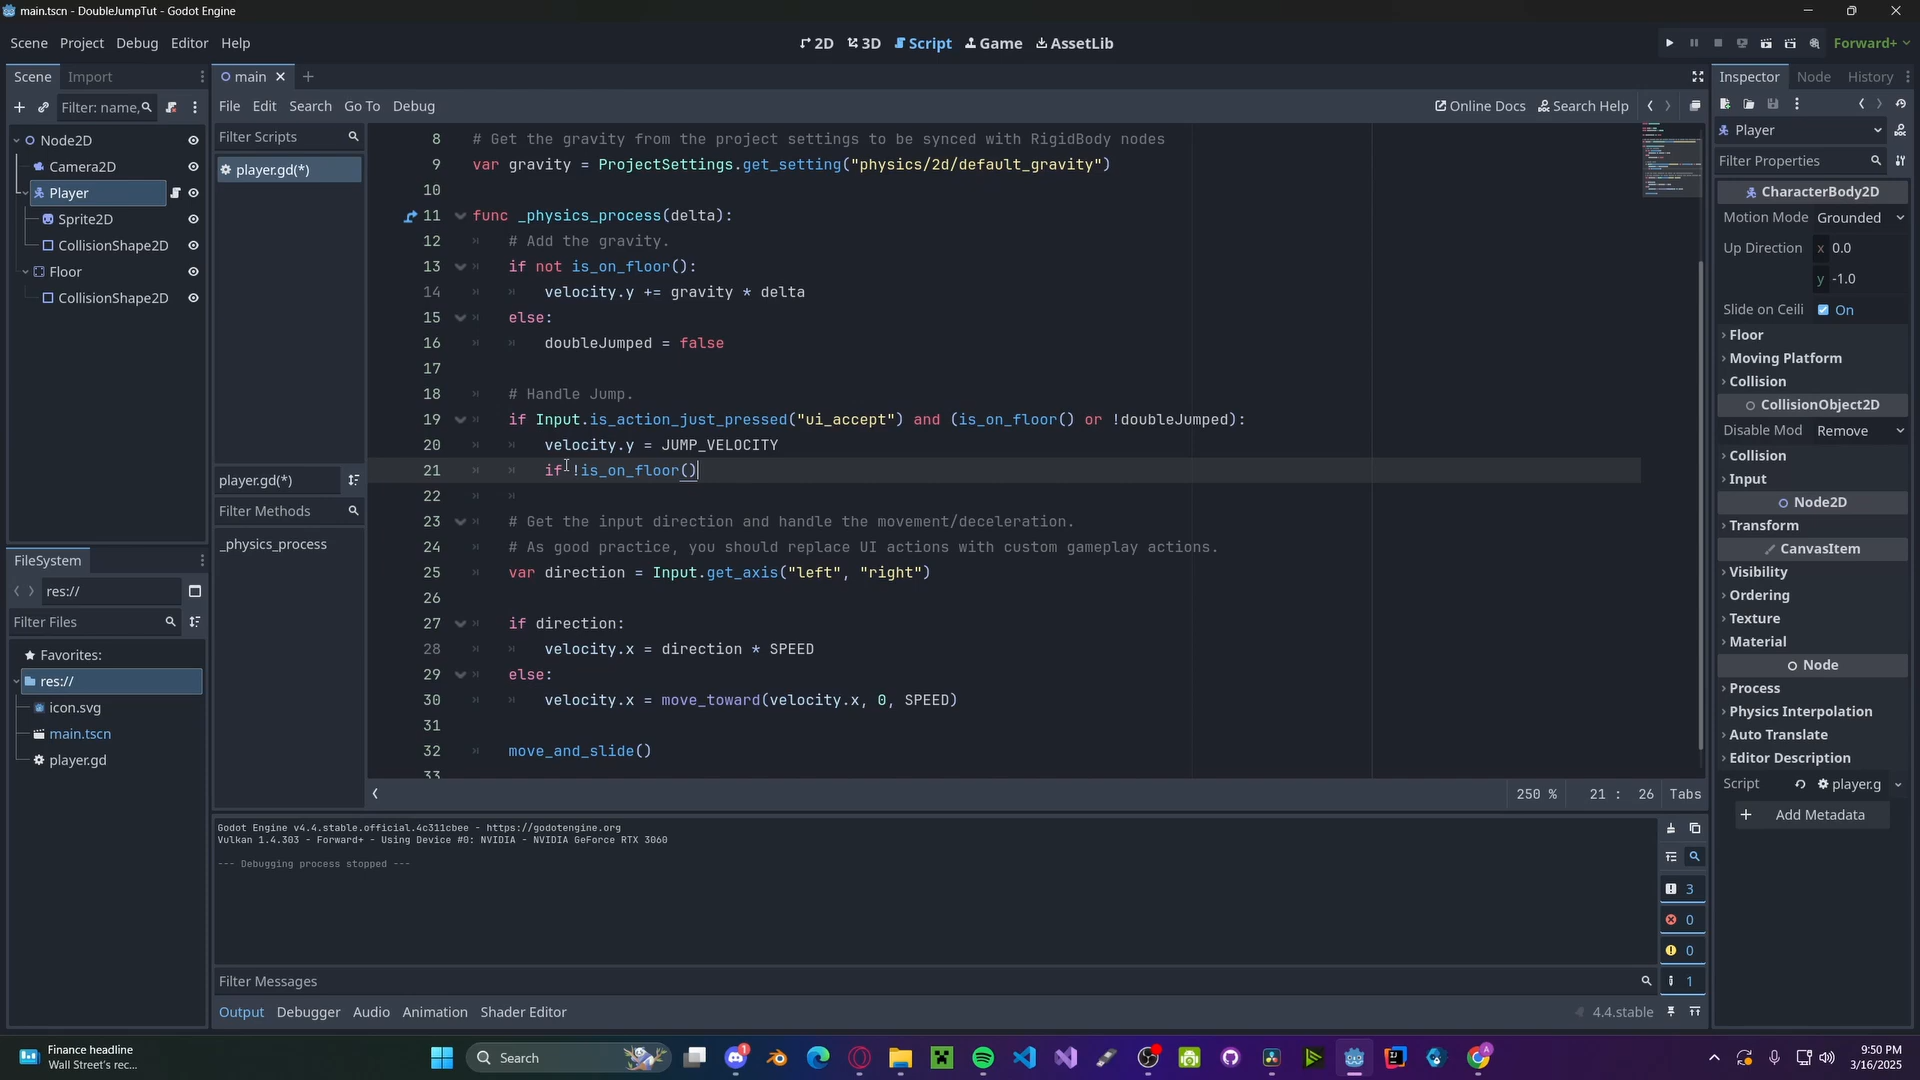 main.tscn - DoubleJumpTut - Godot Engine
Scene Project Debug Editor Help
2D 3D Script Game AssetLib
Forward+
Scene Import
Filter: name,
Node2D
Camera2D
Player
Sprite2D
CollisionShape2D
Floor
CollisionShape2D
FileSystem
res://
Filter Files
Favorites:
res://
icon.svg
main.tscn
player.gd
main
File Edit Search Go To Debug
Online Docs Search Help
Filter Scripts
player.gd(*)
player.gd(*)
Filter Methods
_physics_process
8 # Get the gravity from the project settings to be synced with RigidBody nodes
9 var gravity = ProjectSettings.get_setting("physics/2d/default_gravity")
10
11 func _physics_process(delta):
12 # Add the gravity.
13 if not is_on_floor():
14 velocity.y += gravity * delta
15 else:
16 doubleJumped = false
17
18 # Handle Jump.
19 if Input.is_action_just_pressed("ui_accept") and (is_on_floor() or !doubleJumped):
20 velocity.y = JUMP_VELOCITY
21 if !is_on_floor()
22
23 # Get the input direction and handle the movement/deceleration.
24 # As good practice, you should replace UI actions with custom gameplay actions.
25 var direction = Input.get_axis("left", "right")
26
27 if direction:
28 velocity.x = direction * SPEED
29 else:
30 velocity.x = move_toward(velocity.x, 0, SPEED)
31
32 move_and_slide()
33
250 % 21 : 26 Tabs
Godot Engine v4.4.stable.official.4c311cbee - https://godotengine.org
Vulkan 1.4.303 - Forward+ - Using Device #0: NVIDIA - NVIDIA GeForce RTX 3060
--- Debugging process stopped ---
3
0
0
1
Filter Messages
Output Debugger Audio Animation Shader Editor
4.4.stable
Inspector Node History
Player
Filter Properties
CharacterBody2D
Motion Mode Grounded
Up Direction x 0.0
y -1.0
Slide on Ceili On
Floor
Moving Platform
Collision
CollisionObject2D
Disable Mod Remove
Collision
Input
Node2D
Transform
CanvasItem
Visibility
Ordering
Texture
Material
Node
Process
Physics Interpolation
Auto Translate
Editor Description
Script player.g
Add Metadata
Finance headline
Wall Street's rec...
Search
1
9:50 PM
3/16/2025